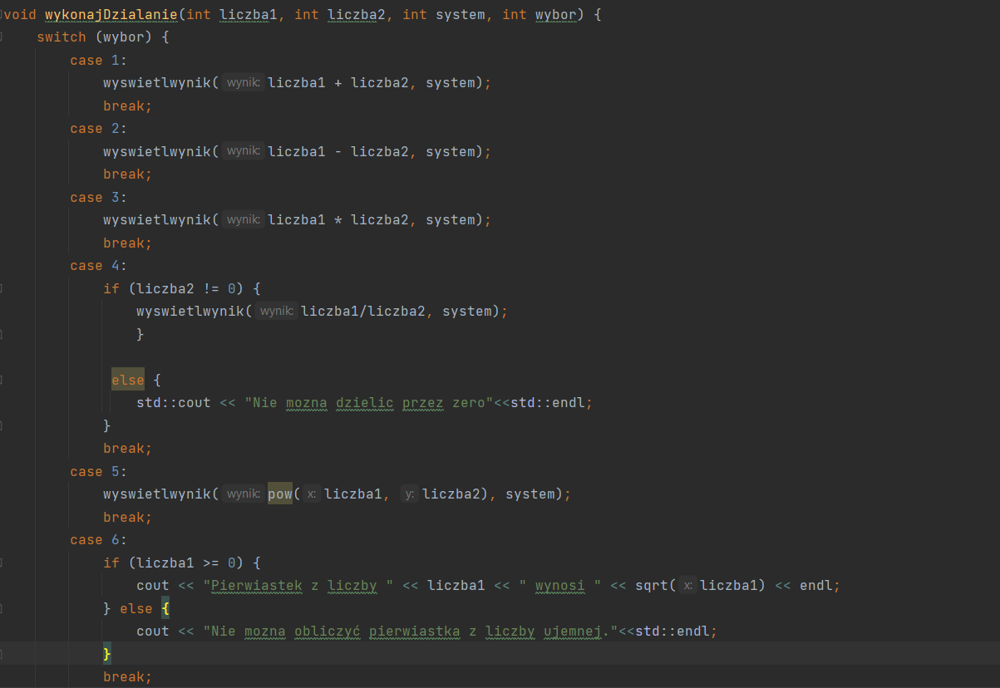 void wykonajDzialanie(int liczba1, int liczba2, int system, int wybor) {
switch (wybor) {
case 1:
wyswietlwynik( wynik: liczba1 + liczba2, system);
break;
case 2:
wyswietlwynik( wynik: liczba1 - liczba2, system);
break;
case 3:
wyswietlwynik( wynik: liczba1 * liczba2, system);
break;
case 4:
if (liczba2 != 0) {
wyswietlwynik( wynik: liczba1/liczba2, system);
}
else {
std::cout << "Nie mozna dzielic przez zero"<<std::endl;
}
break;
case 5:
wyswietlwynik( wynik: pow( x: liczba1, y: liczba2), system);
break;
case 6:
if (liczba1 >= 0) {
cout << "Pierwiastek z liczby " << liczba1 << " wynosi " << sqrt( x: liczba1) << endl;
} else {
cout << "Nie mozna obliczyć pierwiastka z liczby ujemnej."<<std::endl;
}
break;